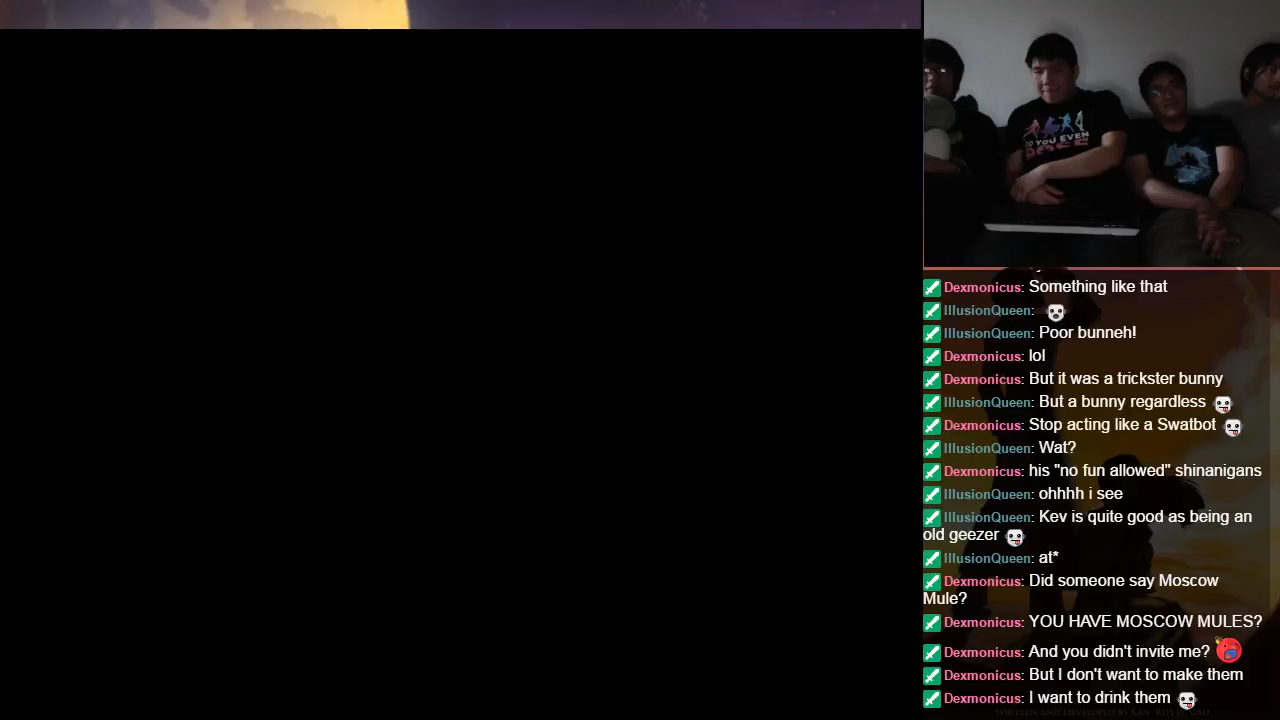 DO YOU EVEN
POSE
Dexmonicus: Something like that
IllusionQueen:
IllusionQueen: Poor bunneh!
Dexmonicus: lol
Dexmonicus: But it was a trickster bunny
IllusionQueen: But a bunny regardless
Dexmonicus: Stop acting like a Swatbot
IllusionQueen: Wat?
Dexmonicus: his "no fun allowed" shinanigans
IllusionQueen: ohhhh i see
IllusionQueen: Kev is quite good as being an
old geezer
IllusionQueen: at*
Dexmonicus: Did someone say Moscow
Mule?
Dexmonicus: YOU HAVE MOSCOW MULES?
Dexmonicus: And you didn't invite me?
Dexmonicus: But I don't want to make them
Dexmonicus: I want to drink them